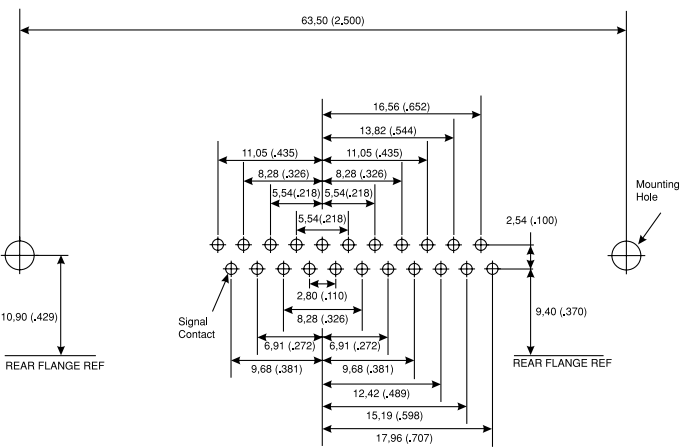 63,50 (2.500)
16,56 (.652)
13,82 (.544)
11,05 (.435) 11,05 (.435)
8,28 (.326) 8,28 (.326)
5,54(.218) 5,54(.218)
5,54(.218)
Mounting
Hole
2,54 (.100)
2,80 (.110)
8,28 (.326)
6,91 (.272) 6,91 (.272)
9,68 (.381) 9,68 (.381)
12,42 (.489)
15,19 (.598)
17,96 (.707)
Signal
Contact
10,90 (.429)
REAR FLANGE REF
9,40 (.370)
REAR FLANGE REF